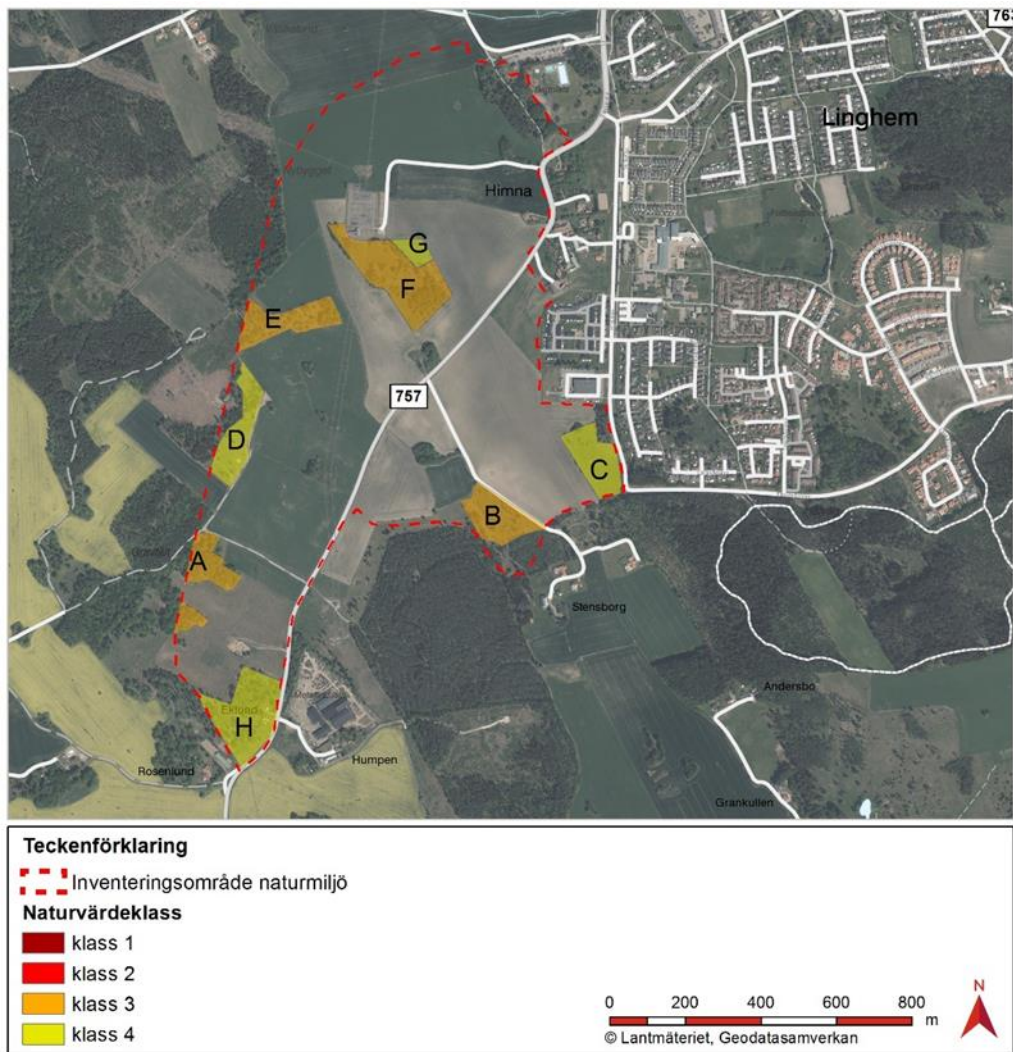 763
Linghem
Himna
G
F
E
757
D
C
B
A
Stensborg
Andersbo
H
Rosenlund
Humpen
Grankullen
Teckenförklaring
Inventeringsområde naturmiljö
Naturvärdeklass
klass 1
klass 2
klass 3
klass 4
N
0 200 400 600 800
m
© Lantmäteriet, Geodatasamverkan